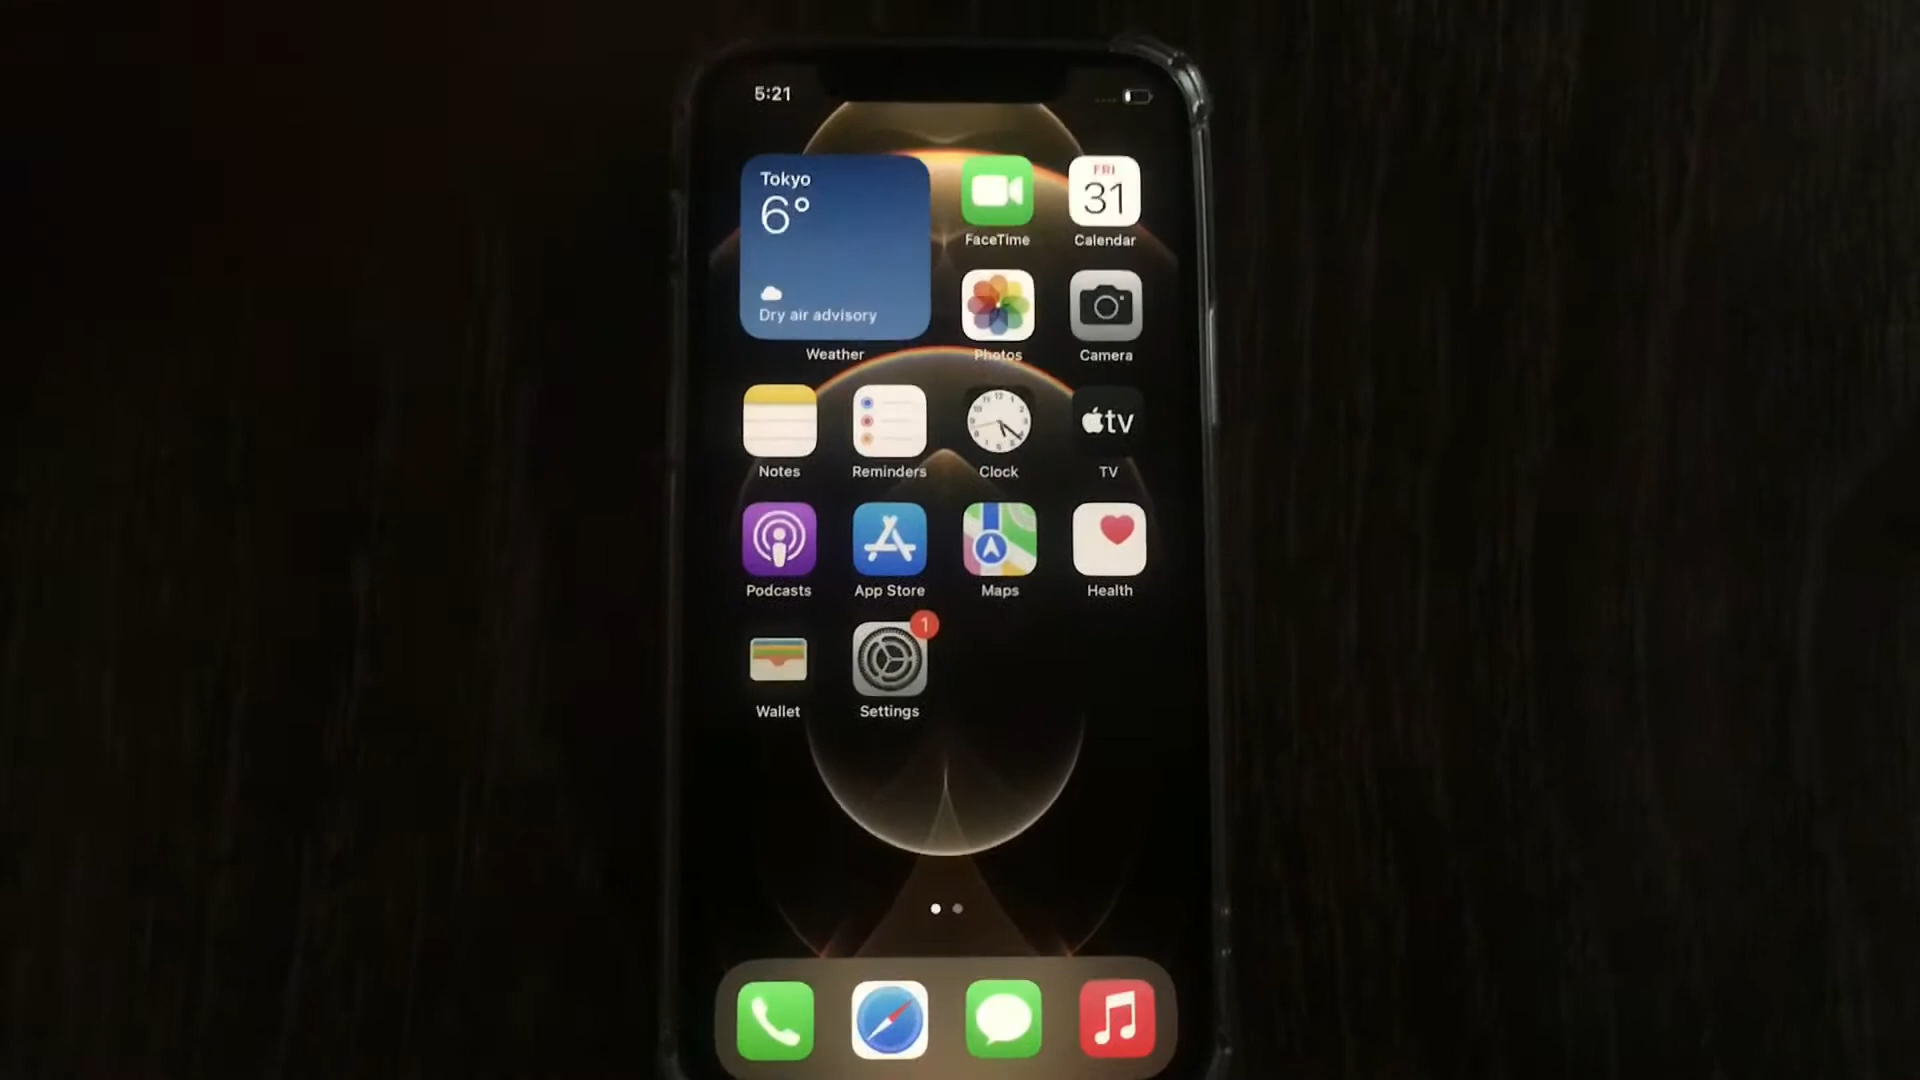 5:21
Tokyo
6°
Dry air advisory
Weather
FaceTime
FRI
31
Calendar
Photos
Camera
Notes
Reminders
12
Clock
tv
TV
Podcasts
App Store
Maps
Health
Wallet
1
Settings